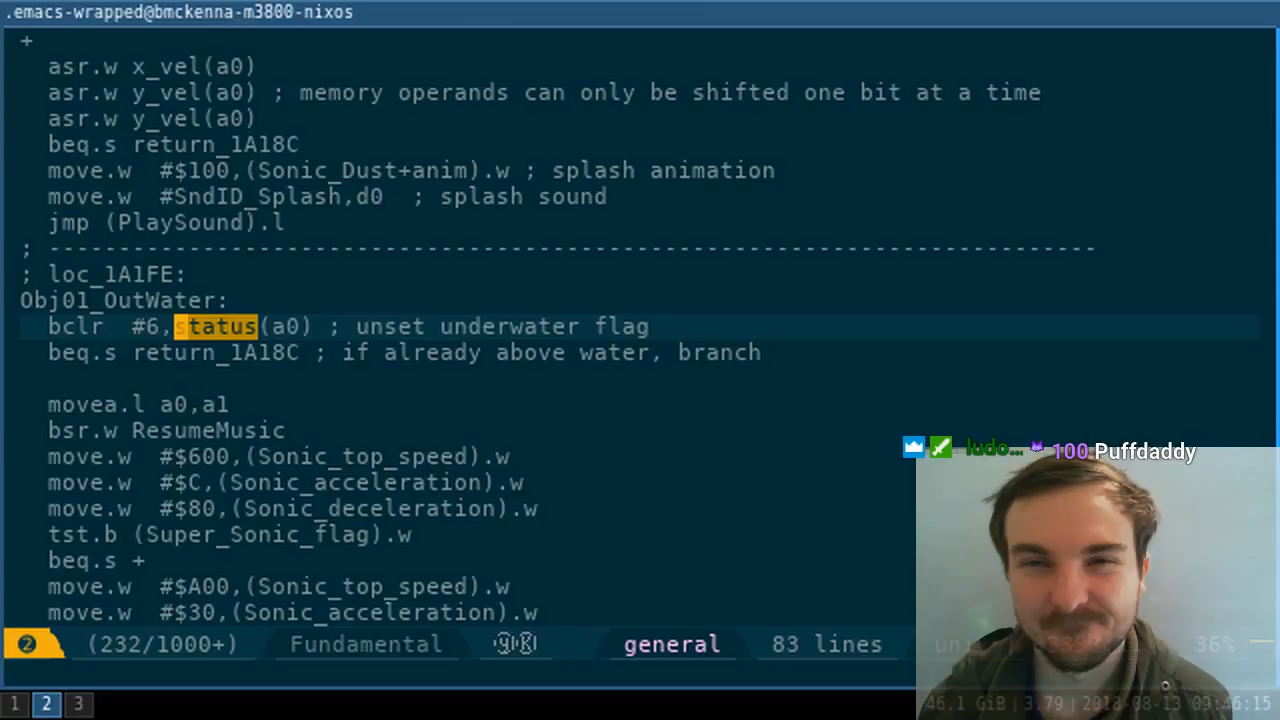 .emacs-wrapped@bmckenna-m3800-nixos
+
asr.w x_vel(a0)
asr.w y_vel(a0) ; memory operands can only be shifted one bit at a time
asr.w y_vel(a0)
beq.s return_1A18C
move.w  #$100,(Sonic_Dust+anim).w ; splash animation
move.w  #SndID_Splash,d0  ; splash sound
jmp (PlaySound).l
; ---------------------------------------------------------------------------
; loc_1A1FE:
Obj01_OutWater:
bclr  #6,status(a0) ; unset underwater flag
beq.s return_1A18C ; if already above water, branch
movea.l a0,a1
bsr.w ResumeMusic
move.w  #$600,(Sonic_top_speed).w
move.w  #$C,(Sonic_acceleration).w
ludo... 100 Puffdaddy
move.w  #$80,(Sonic_deceleration).w
tst.b (Super_Sonic_flag).w
beq.s +
move.w  #$A00,(Sonic_top_speed).w
move.w  #$30,(Sonic_acceleration).w
2 (232/1000+) Fundamental general 83 lines 36%
1 2 3 46.1 GiB | 3.79 | 2018-08-13 09:46:15